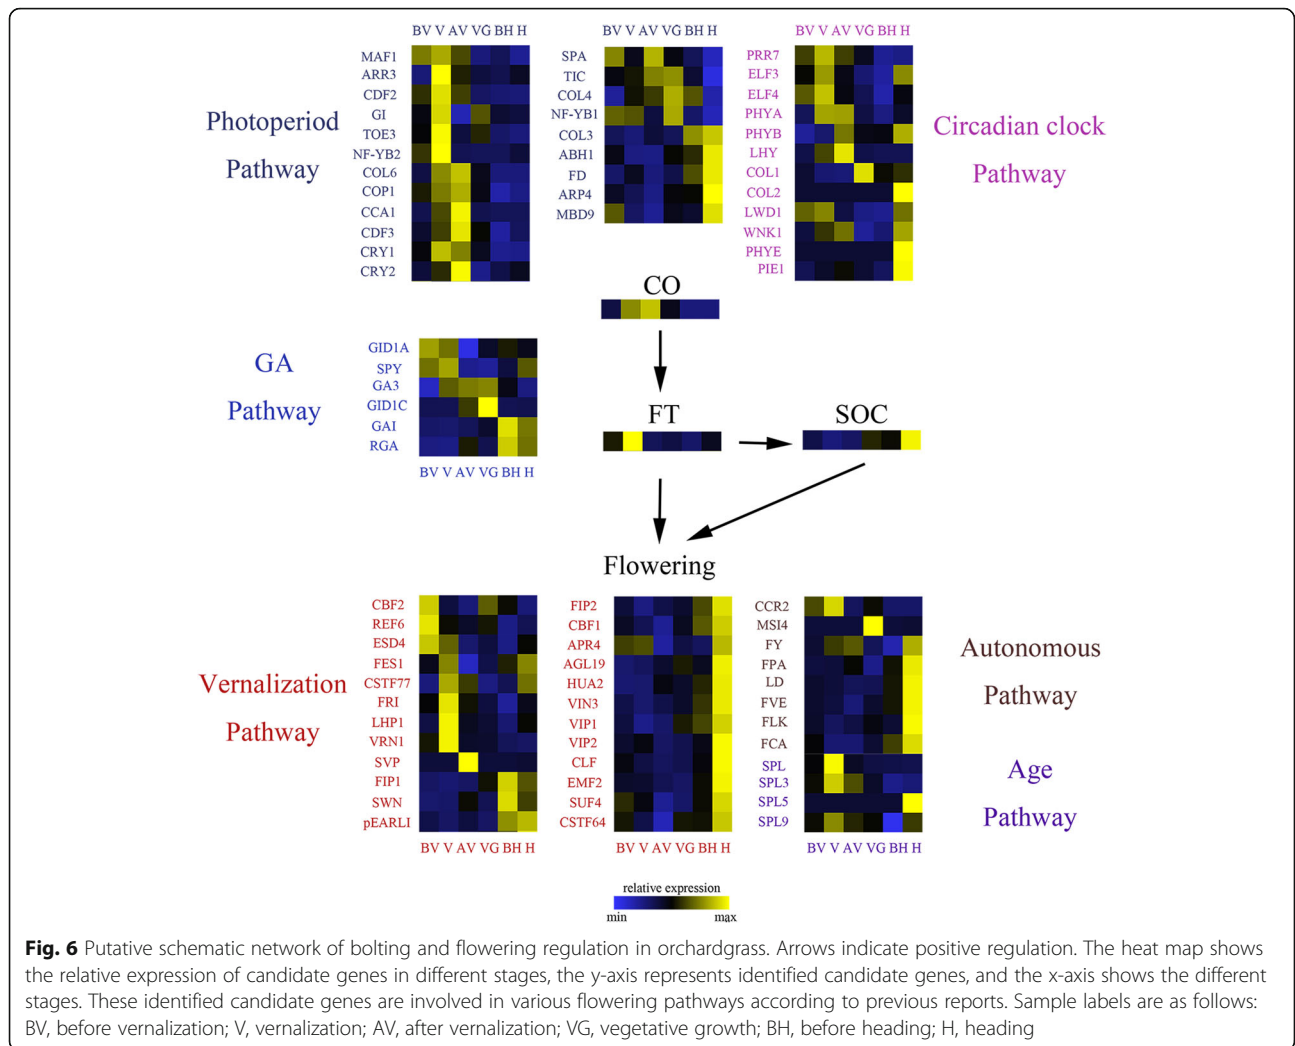 BV V AV VG BH H
BV V AV VG BH H
BV V AV VG BH H
Photoperiod
Pathway
MAF1
ARR3
CDF2
GI
TOE3
NF-YB2
COL6
COP1
CCA1
CDF3
CRY1
CRY2
SPA
TIC
COL4
NF-YB1
COL3
ABH1
FD
ARP4
MBD9
PRR7
ELF3
ELF4
PHYA
PHYB
LHY
COL1
COL2
LWD1
WNK1
PHYE
PIE1
Circadian clock
Pathway
CO
GA
Pathway
GID1A
SPY
GA3
GID1C
GAI
RGA
BV V AV VG BH H
FT
SOC
Flowering
Vernalization
Pathway
CBF2
REF6
ESD4
FES1
CSTF77
FRI
LHP1
VRN1
SVP
FIP1
SWN
pEARLI
BV V AV VG BH H
FIP2
CBF1
APR4
AGL19
HUA2
VIN3
VIP1
VIP2
CLF
EMF2
SUF4
CSTF64
BV V AV VG BH H
CCR2
MSI4
FY
FPA
LD
FVE
FLK
FCA
SPL
SPL3
SPL5
SPL9
BV V AV VG BH H
Autonomous
Pathway
Age
Pathway
relative expression
min max
Fig. 6 Putative schematic network of bolting and flowering regulation in orchardgrass. Arrows indicate positive regulation. The heat map shows
the relative expression of candidate genes in different stages, the y-axis represents identified candidate genes, and the x-axis shows the different
stages. These identified candidate genes are involved in various flowering pathways according to previous reports. Sample labels are as follows:
BV, before vernalization; V, vernalization; AV, after vernalization; VG, vegetative growth; BH, before heading; H, heading